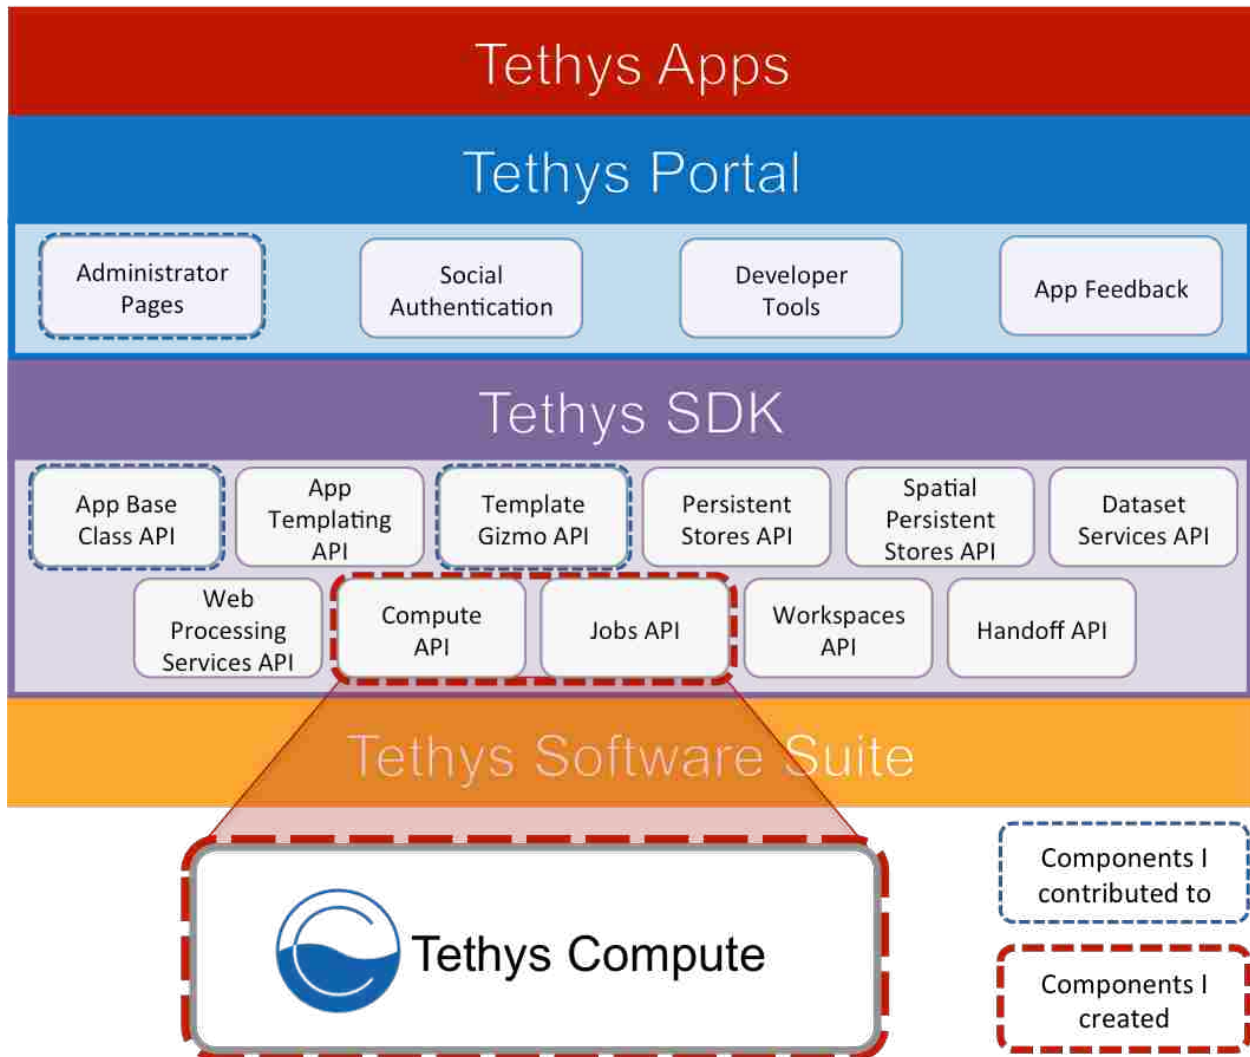 Tethys Apps
Tethys Portal
Administrator
Pages
Social
Authentication
Developer
Tools
App Feedback
Tethys SDK
App Base
Class API
App
Templating
API
Template
Gizmo API
Persistent
Stores API
Spatial
Persistent
Stores API
Dataset
Services API
Web
Processing
Services API
Compute
API
Jobs API
Workspaces
API
Handoff API
Tethys Software Suite
Tethys Compute
Components I
contributed to
Components I
created